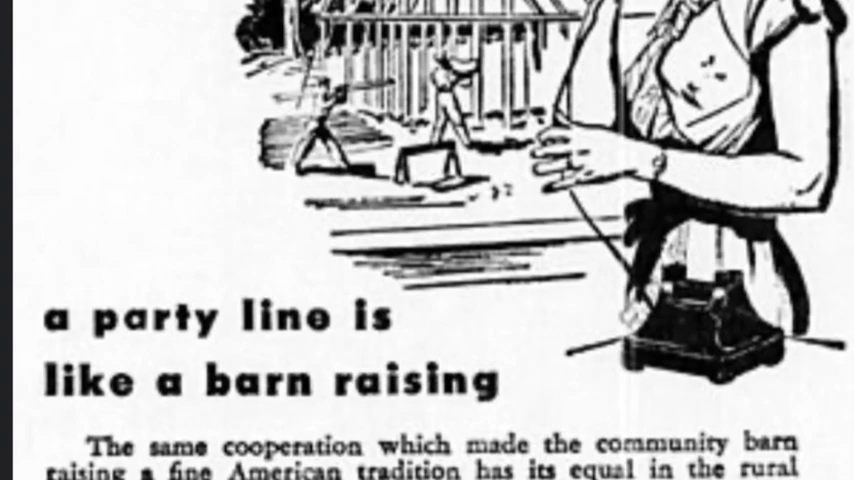 a party line is
like a barn raising
The same cooperation which made the community barn
raising a fine American tradition has its equal in the rural